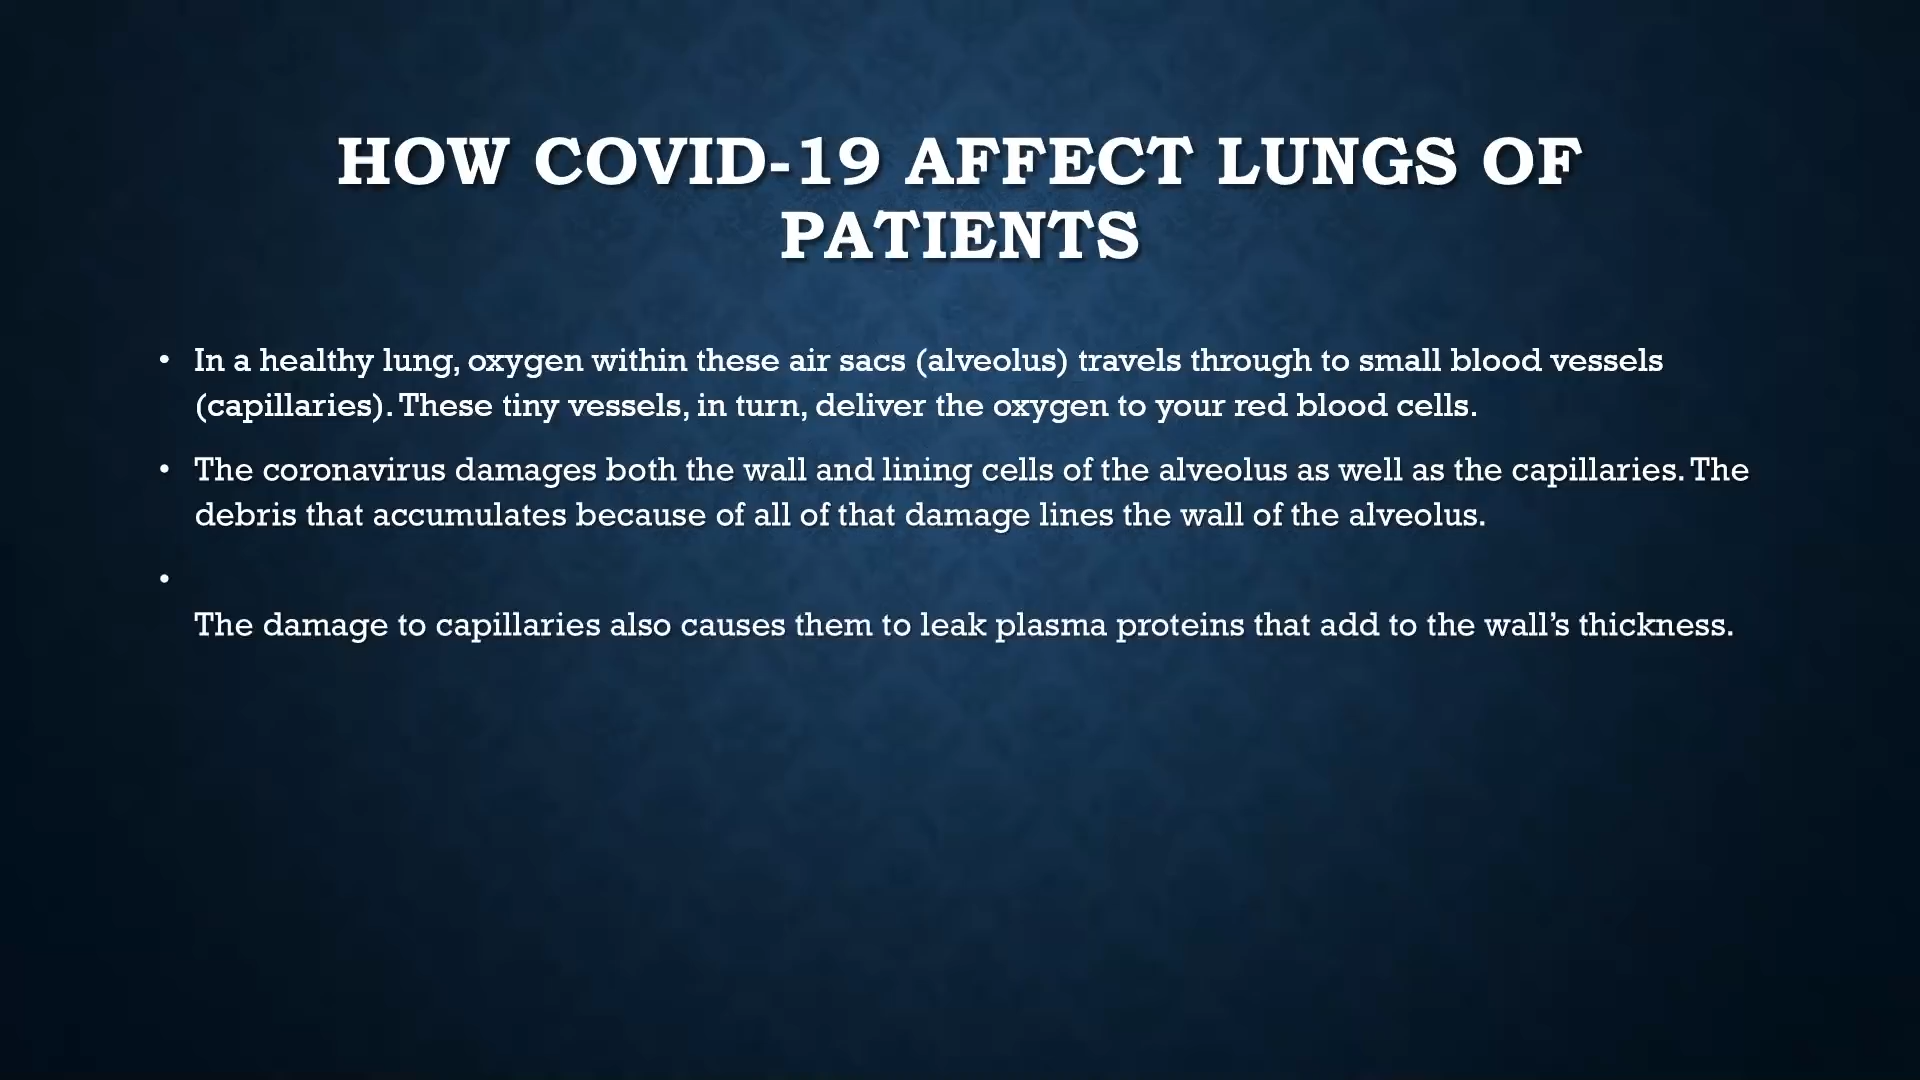 HOW COVID-19 AFFECT LUNGS OF
PATIENTS
• In a healthy lung, oxygen within these air sacs (alveolus) travels through to small blood vessels
(capillaries). These tiny vessels, in turn, deliver the oxygen to your red blood cells.
• The coronavirus damages both the wall and lining cells of the alveolus as well as the capillaries. The
debris that accumulates because of all of that damage lines the wall of the alveolus.
•
The damage to capillaries also causes them to leak plasma proteins that add to the wall’s thickness.